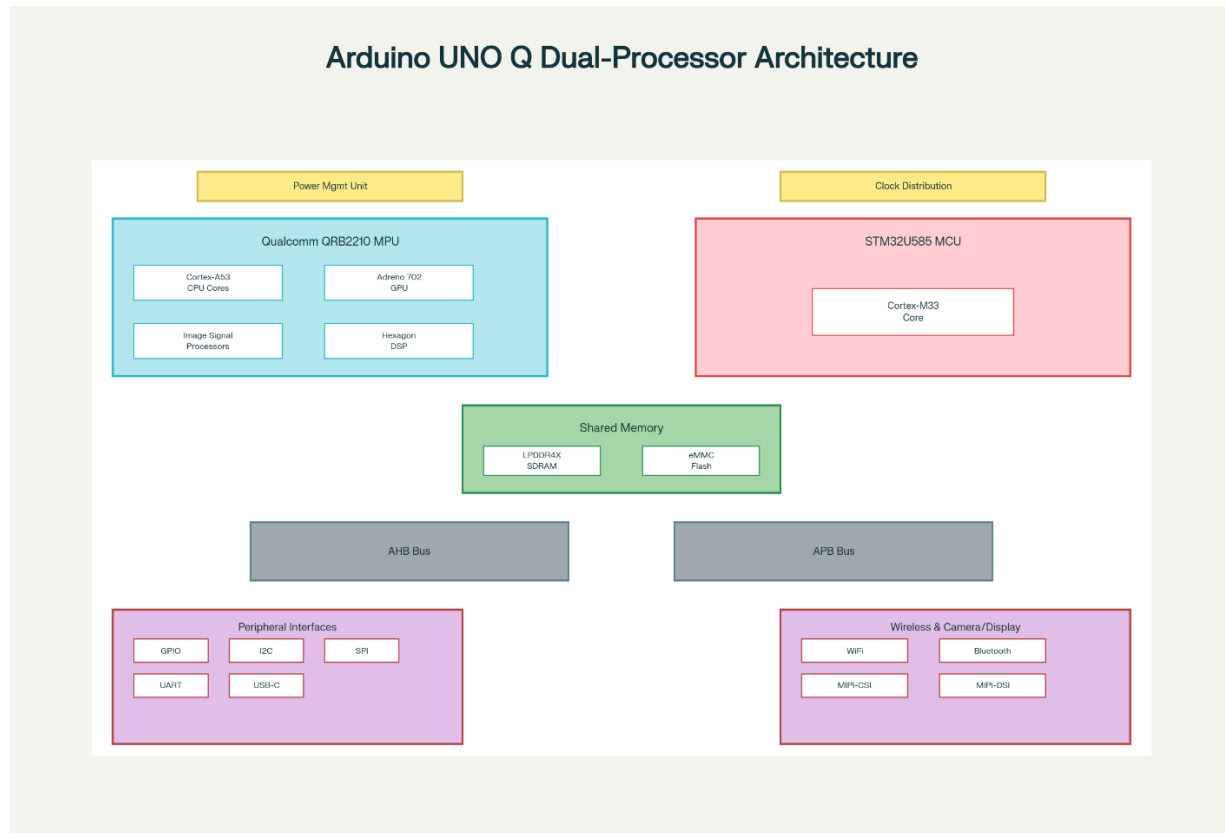 Arduino UNO Q Dual-Processor Architecture
Power Mgmt Unit
Clock Distribution
Qualcomm QRB2210 MPU
Cortex-A53
CPU Cores
Adreno 702
GPU
Image Signal
Processors
Hexagon
DSP
STM32U585 MCU
Cortex-M33
Core
Shared Memory
LPDDR4X
SDRAM
eMMC
Flash
AHB Bus
APB Bus
Peripheral Interfaces
GPIO
I2C
SPI
UART
USB-C
Wireless & Camera/Display
WiFi
Bluetooth
MIPI-CSI
MIPI-DSI